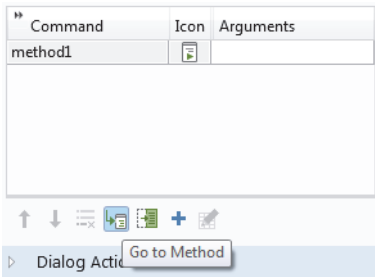 Command Icon Arguments
method1
Go to Method
Dialog Actio